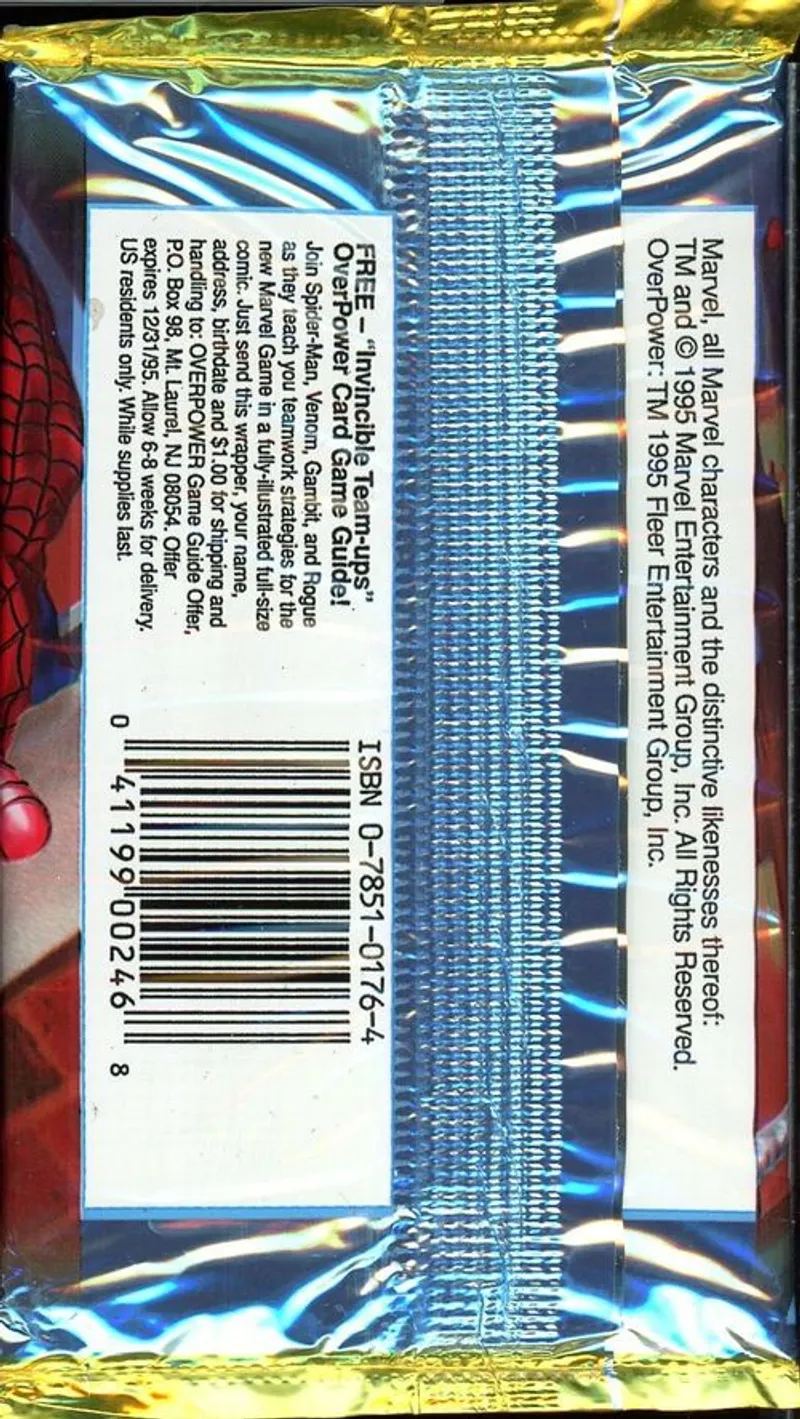 Marvel, all Marvel characters and the distinctive likenesses thereof:
TM and © 1995 Marvel Entertainment Group, Inc. All Rights Reserved.
OverPower: TM 1995 Fleer Entertainment Group, Inc.
FREE – "Invincible Team-ups"
OverPower Card Game Guide!
Join Spider-Man, Venom, Gambit, and Rogue
as they teach you teamwork strategies for the
new Marvel Game in a fully-illustrated full-size
comic. Just send this wrapper, your name,
address, birthdate and $1.00 for shipping and
handling to: OVERPOWER Game Guide Offer,
P.O. Box 98, Mt. Laurel, NJ 08054. Offer
expires 12/31/95. Allow 6-8 weeks for delivery.
US residents only. While supplies last.
ISBN 0-7851-0176-4
0 41199 00246 8